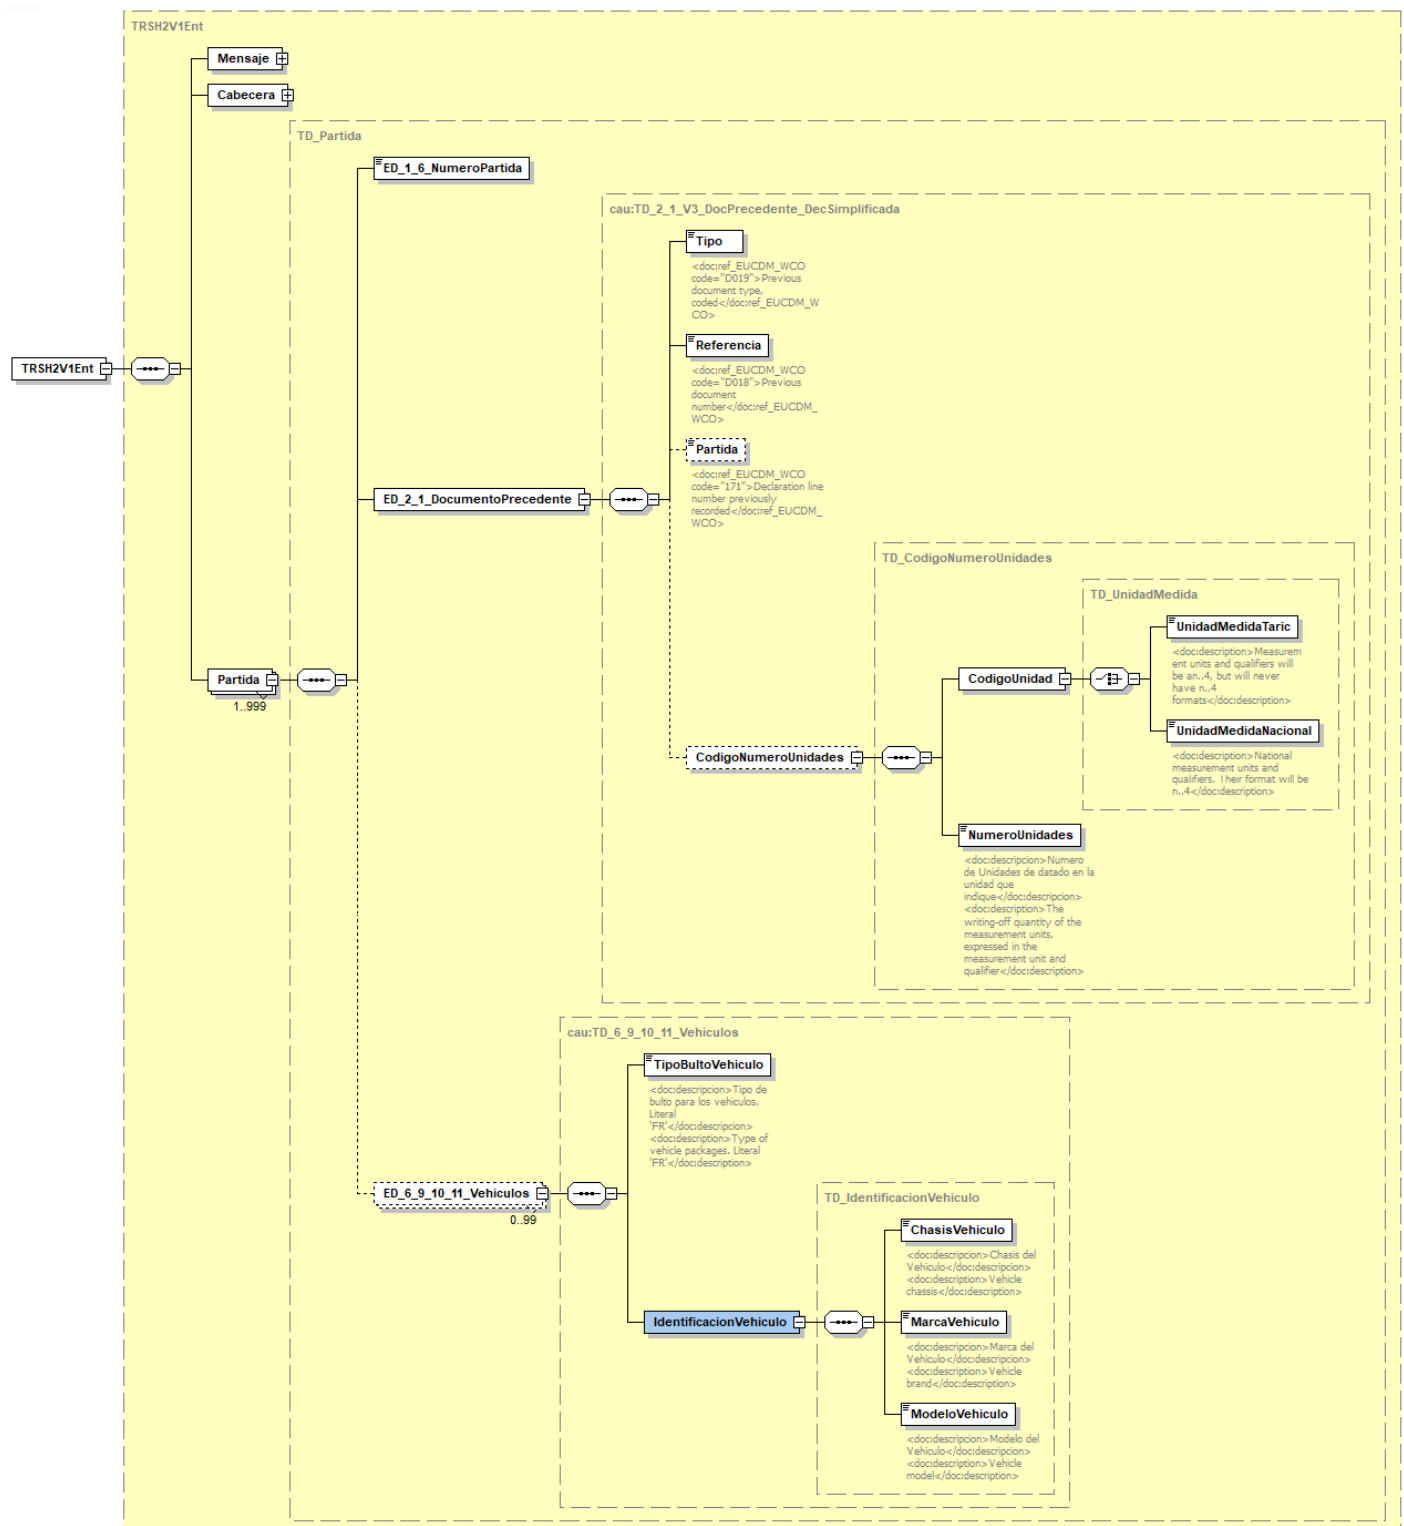 TRSH2V1Ent
Mensaje
Cabecera
TD_Partida
ED_1_6_NumeroPartida
cau:TD_2_1_V3_DocPrecedente_DecSimplificada
Tipo
<doc:ref_EUCDM_WCO
code="D019">Previous
document type,
coded</doc:ref_EUCDM_W
CO>
Referencia
<doc:ref_EUCDM_WCO
code="D018">Previous
document
number</doc:ref_EUCDM_
WCO>
TRSH2V1Ent
Partida
<doc:ref_EUCDM_WCO
code="171">Declaration line
number previously
recorded</doc:ref_EUCDM_
WCO>
ED_2_1_DocumentoPrecedente
TD_CodigoNumeroUnidades
TD_UnidadMedida
UnidadMedidaTaric
<doc:description>Measurem
ent units and qualifiers will
be an..4, but will never
have n..4
formats</doc:description>
CodigoUnidad
Partida
1..999
UnidadMedidaNacional
<doc:description>National
measurement units and
qualifiers. Their format will be
n..4</doc:description>
CodigoNumeroUnidades
NumeroUnidades
<doc:descripcion>Numero
de Unidades de datado en la
unidad que
indique</doc:descripcion>
<doc:description>The
writing-off quantity of the
measurement units,
expressed in the
measurement unit and
qualifier</doc:description>
cau:TD_6_9_10_11_Vehiculos
TipoBultoVehiculo
<doc:descripcion>Tipo de
bulto para los vehiculos.
Literal
'FR'</doc:descripcion>
<doc:description>Type of
vehicle packages. Literal
'FR'</doc:description>
ED_6_9_10_11_Vehiculos
0..99
TD_IdentificacionVehiculo
ChasisVehiculo
<doc:descripcion>Chasis del
Vehiculo</doc:descripcion>
<doc:description>Vehicle
chassis</doc:description>
IdentificacionVehiculo
MarcaVehiculo
<doc:descripcion>Marca del
Vehiculo</doc:descripcion>
<doc:description>Vehicle
brand</doc:description>
ModeloVehiculo
<doc:descripcion>Modelo del
Vehiculo</doc:descripcion>
<doc:description>Vehicle
model</doc:description>